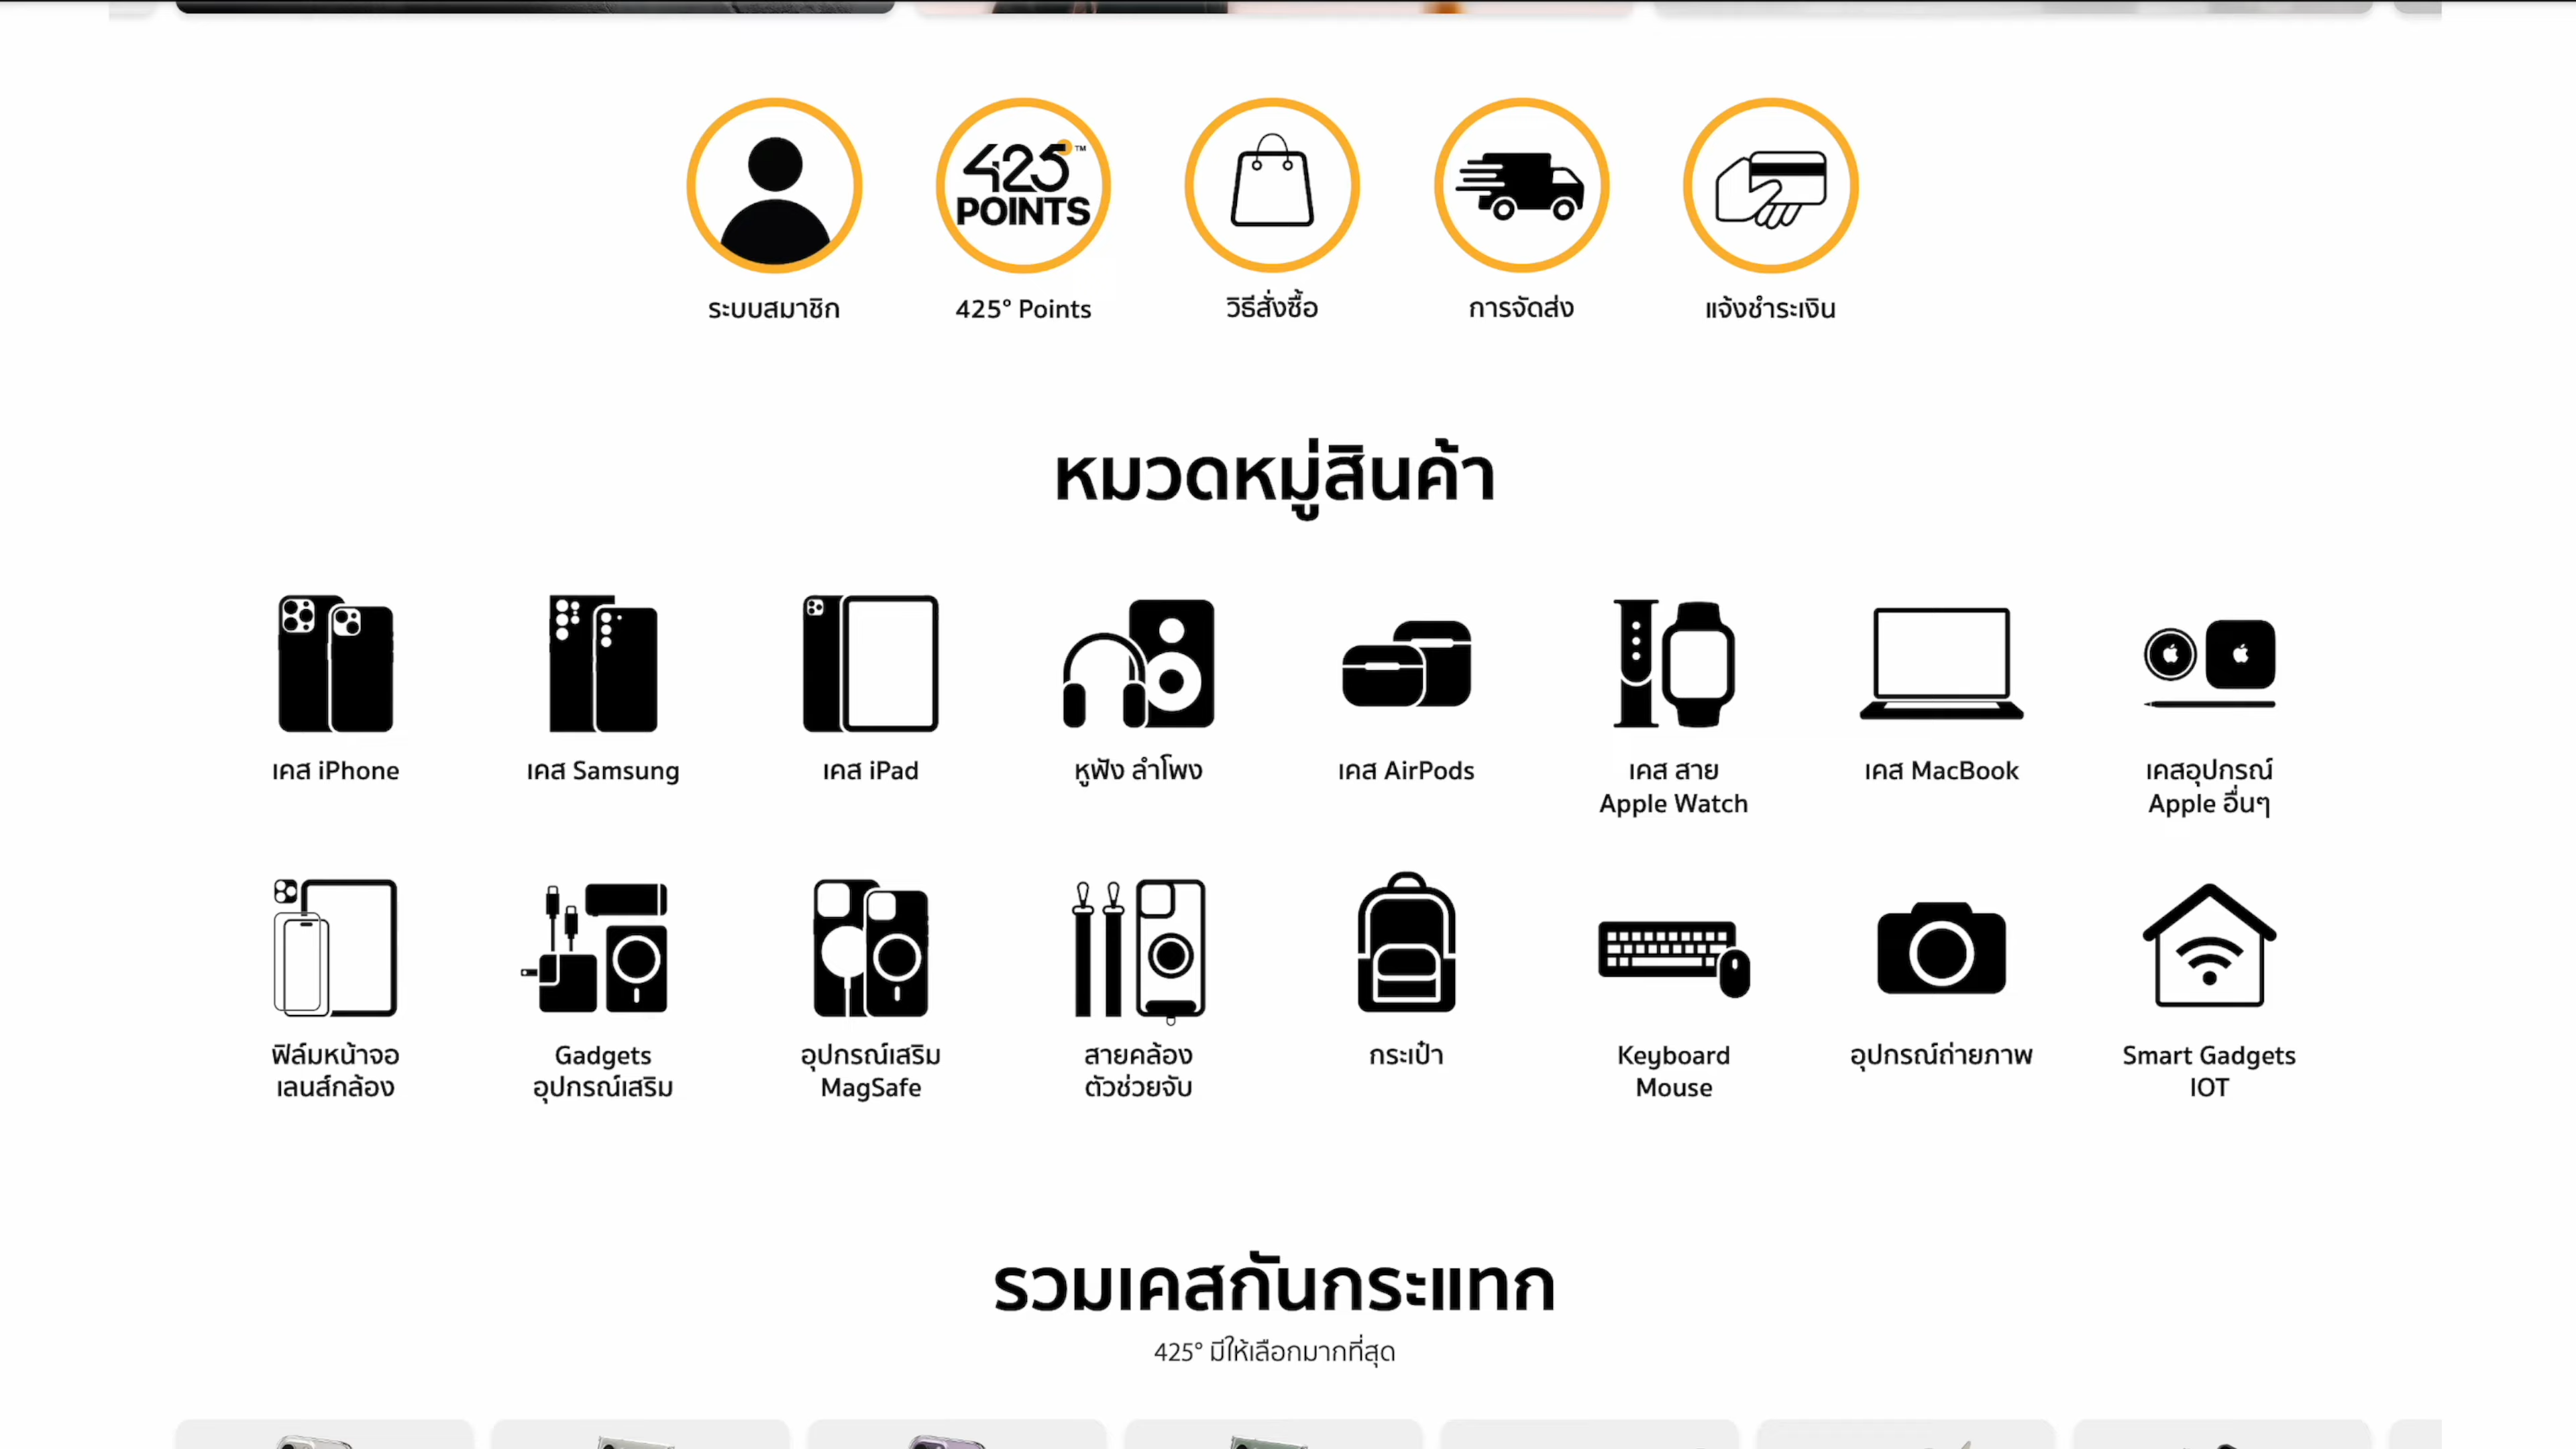 425°™
POINTS
ระบบสมาชิก
425° Points
วิธีสั่งซื้อ
การจัดส่ง
แจ้งชำระเงิน
หมวดหมู่สินค้า
เคส iPhone
เคส Samsung
เคส iPad
หูฟัง ลำโพง
เคส AirPods
เคส สาย
Apple Watch
เคส MacBook
เคสอุปกรณ์
Apple อื่นๆ
ฟิล์มหน้าจอ
เลนส์กล้อง
Gadgets
อุปกรณ์เสริม
อุปกรณ์เสริม
MagSafe
สายคล้อง
ตัวช่วยจับ
กระเป๋า
Keyboard
Mouse
อุปกรณ์ถ่ายภาพ
Smart Gadgets
IOT
รวมเคสกันกระแทก
425° มีให้เลือกมากที่สุด